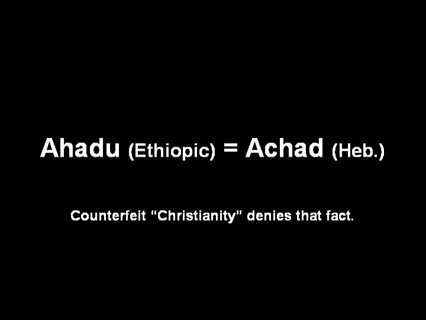 Ahadu (Ethiopic) = Achad (Heb.)
Counterfeit “Christianity” denies that fact.